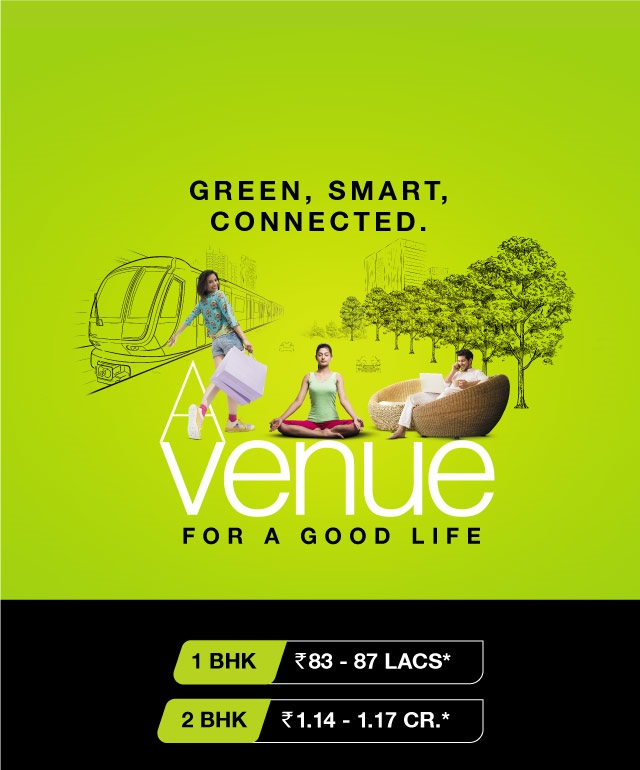 GREEN, SMART,
CONNECTED.
A
venue
FOR A GOOD LIFE
1 BHK ₹83 - 87 LACS*
2 BHK ₹1.14 - 1.17 CR.*